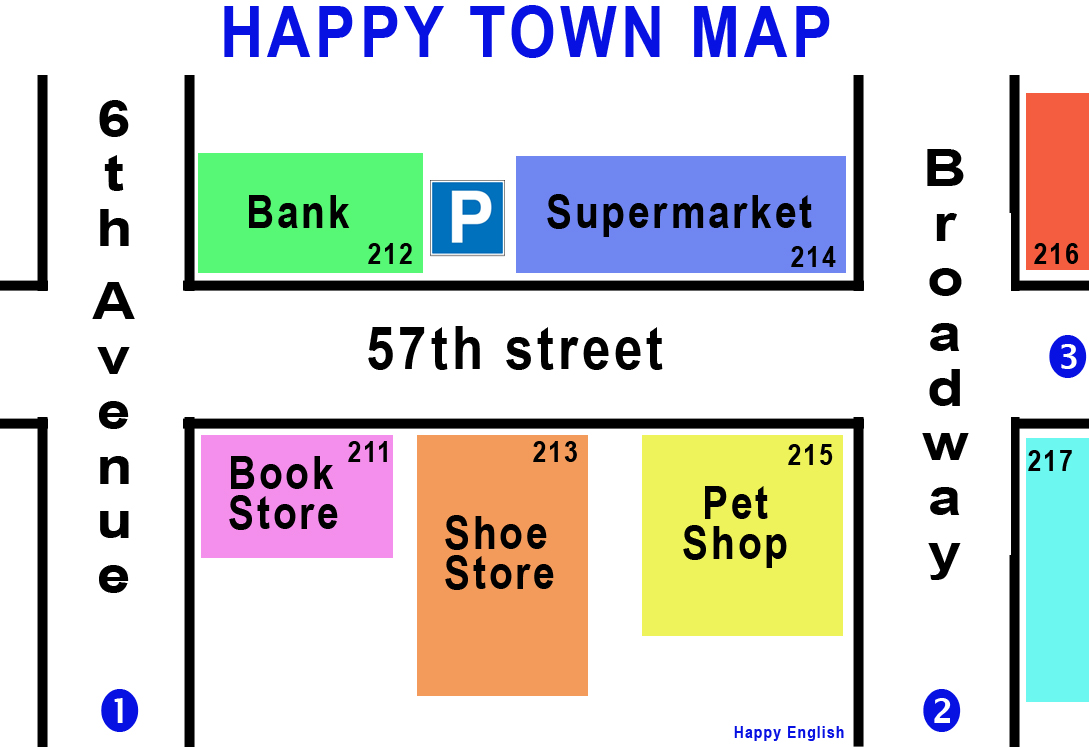 HAPPY TOWN MAP
6th Avenue
Bank
212
P
Supermarket
214
Broadway
216
57th street
3
Book
Store
211
213
Shoe
Store
215
Pet
Shop
217
1
2
Happy English